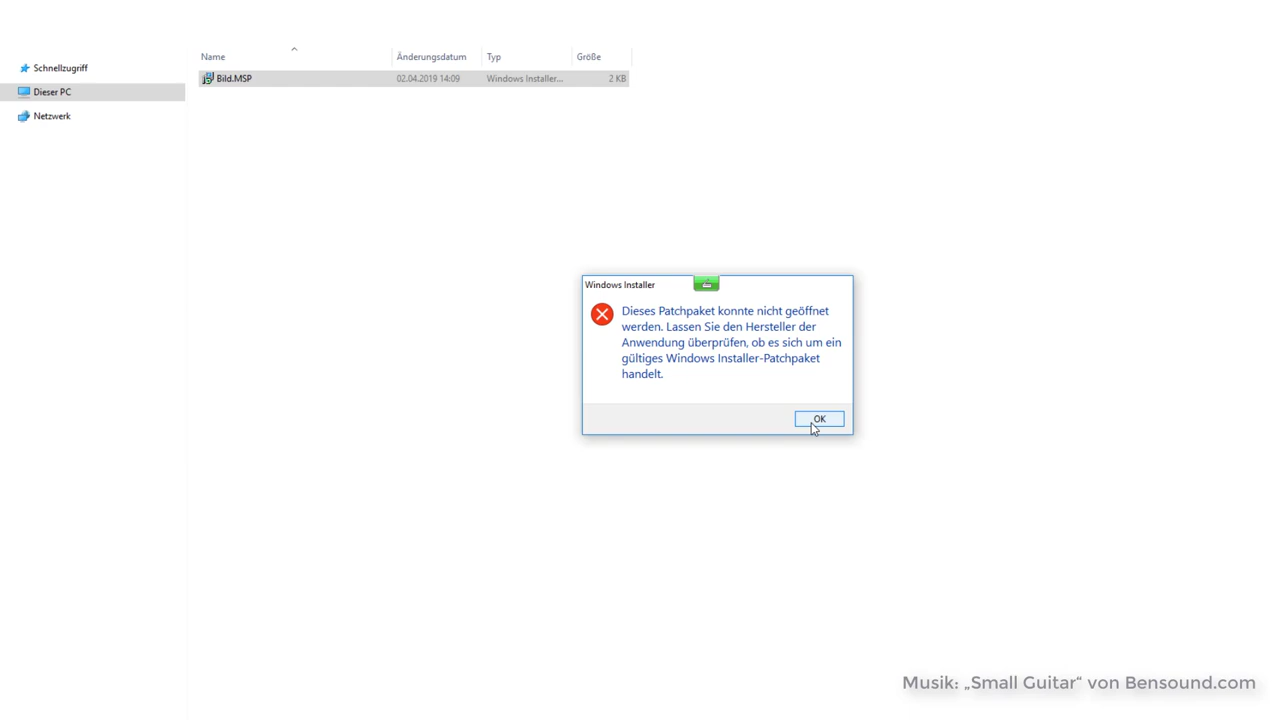 Name Änderungsdatum Typ Größe
Schnellzugriff
Bild.MSP 02.04.2019 14:09 Windows Installer... 2 KB
Dieser PC
Netzwerk
Windows Installer
Dieses Patchpaket konnte nicht geöffnet
werden. Lassen Sie den Hersteller der
Anwendung überprüfen, ob es sich um ein
gültiges Windows Installer-Patchpaket
handelt.
OK
Musik: „Small Guitar“ von Bensound.com